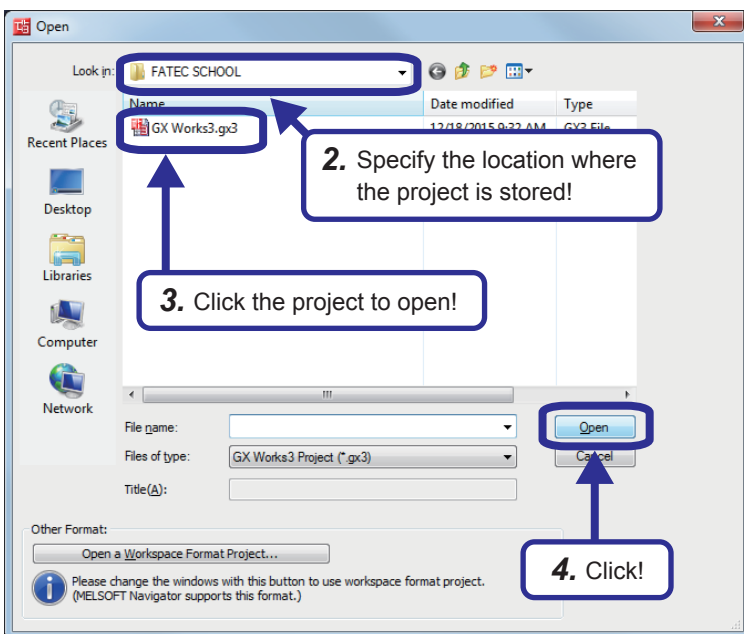 Open
Look in:
FATEC SCHOOL
Name
Date modified
Type
GX Works3.gx3
12/18/2015 9:32 AM
GX3 File
2. Specify the location where
the project is stored!
Recent Places
Desktop
Libraries
3. Click the project to open!
Computer
Network
File name:
Open
Files of type:
GX Works3 Project (*.gx3)
Cancel
Title(A):
Other Format:
Open a Workspace Format Project...
4. Click!
Please change the windows with this button to use workspace format project.
(MELSOFT Navigator supports this format.)